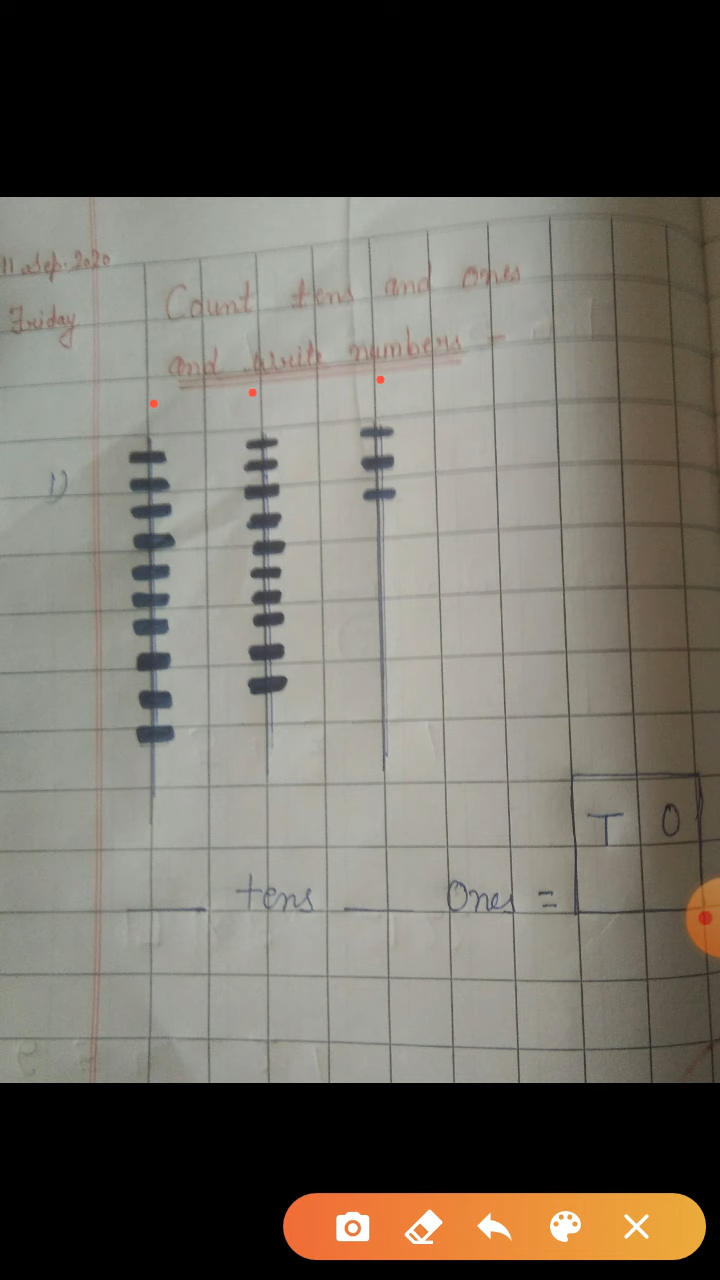 11 Sep. 2020
Friday
Count tens and ones
and write numbers -
1)
T O
tens Ones =